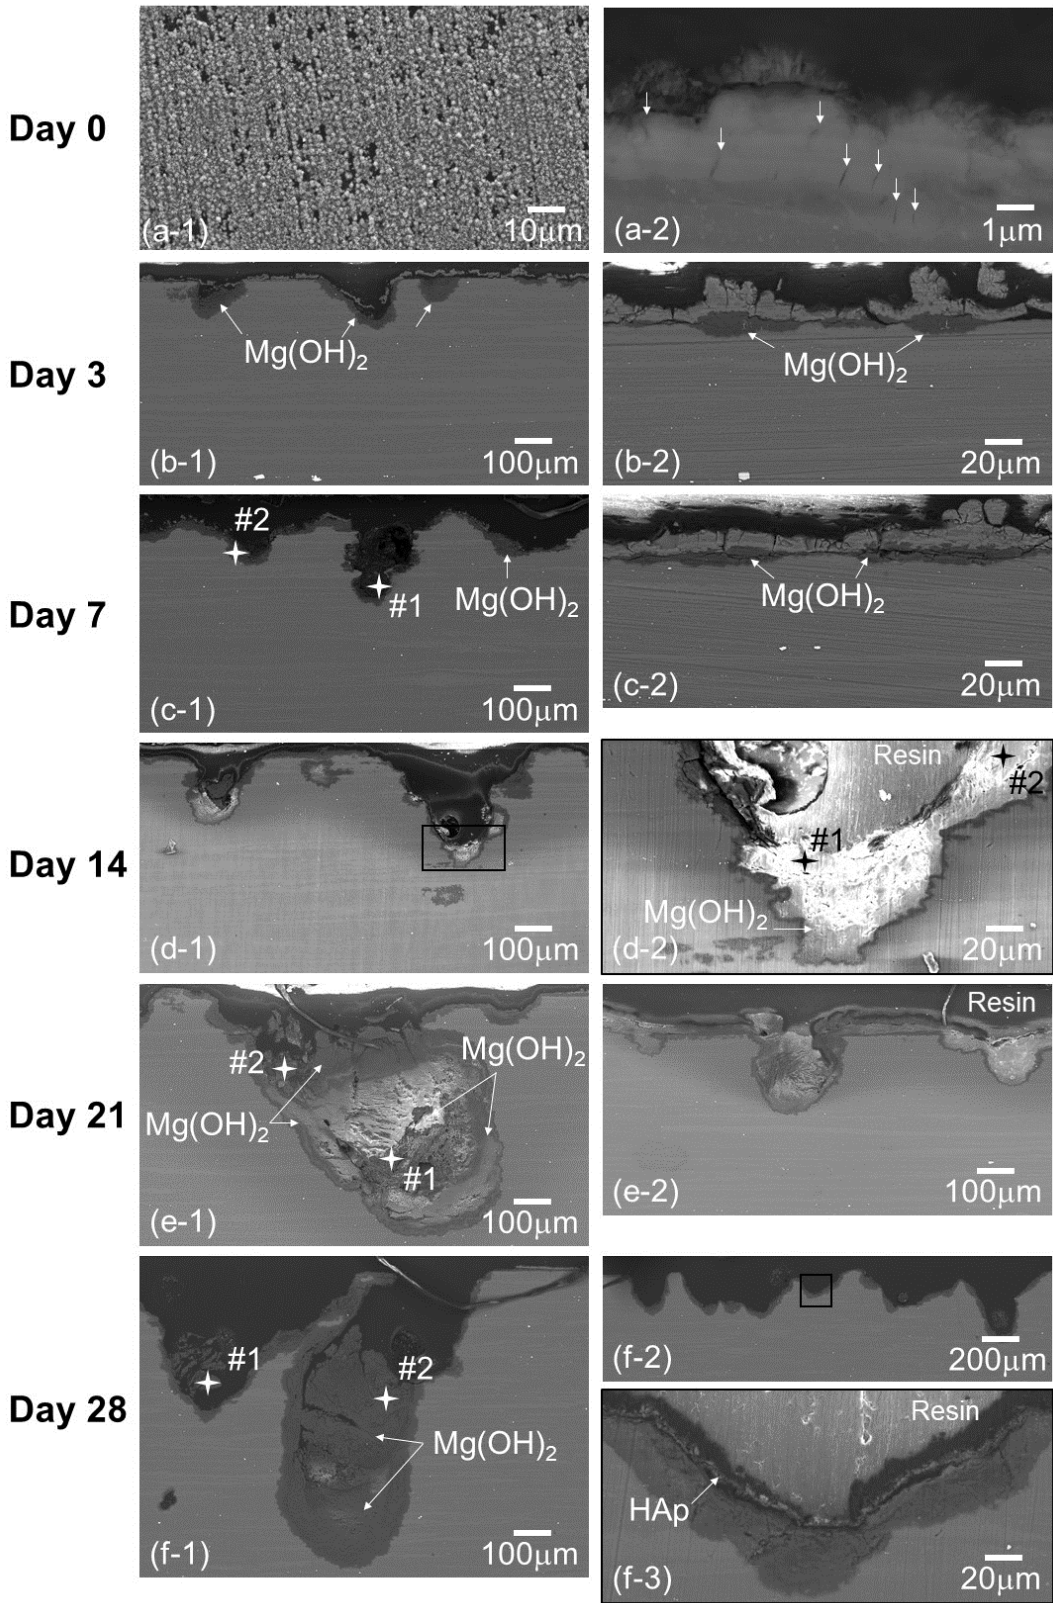 Day 0
(a-1)
10μm
(a-2)
1μm
Day 3
Mg(OH)₂
(b-1)
100μm
Mg(OH)₂
(b-2)
20μm
Day 7
#2
#1
Mg(OH)₂
(c-1)
100μm
Mg(OH)₂
(c-2)
20μm
Day 14
(d-1)
100μm
Resin
#2
#1
Mg(OH)₂
(d-2)
20μm
Day 21
#2
Mg(OH)₂
Mg(OH)₂
#1
(e-1)
100μm
Resin
(e-2)
100μm
Day 28
#1
#2
Mg(OH)₂
(f-1)
100μm
(f-2)
200μm
Resin
HAp
(f-3)
20μm